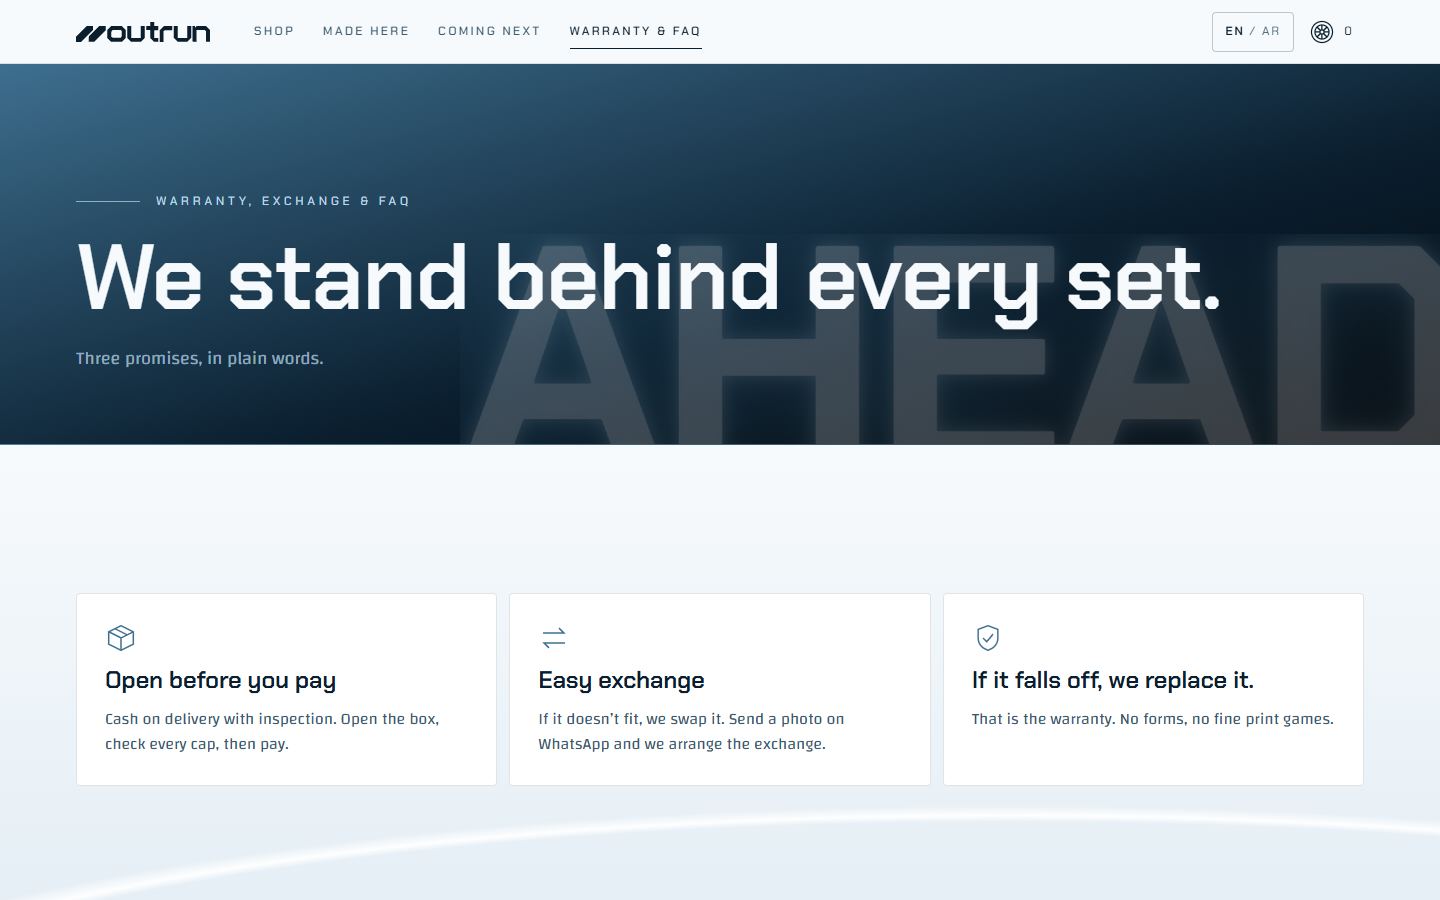 outrun
SHOP
MADE HERE
COMING NEXT
WARRANTY & FAQ
EN / AR
0
WARRANTY, EXCHANGE & FAQ
AHEAD
We stand behind every set.
Three promises, in plain words.
Open before you pay
Cash on delivery with inspection. Open the box,
check every cap, then pay.
Easy exchange
If it doesn’t fit, we swap it. Send a photo on
WhatsApp and we arrange the exchange.
If it falls off, we replace it.
That is the warranty. No forms, no fine print games.